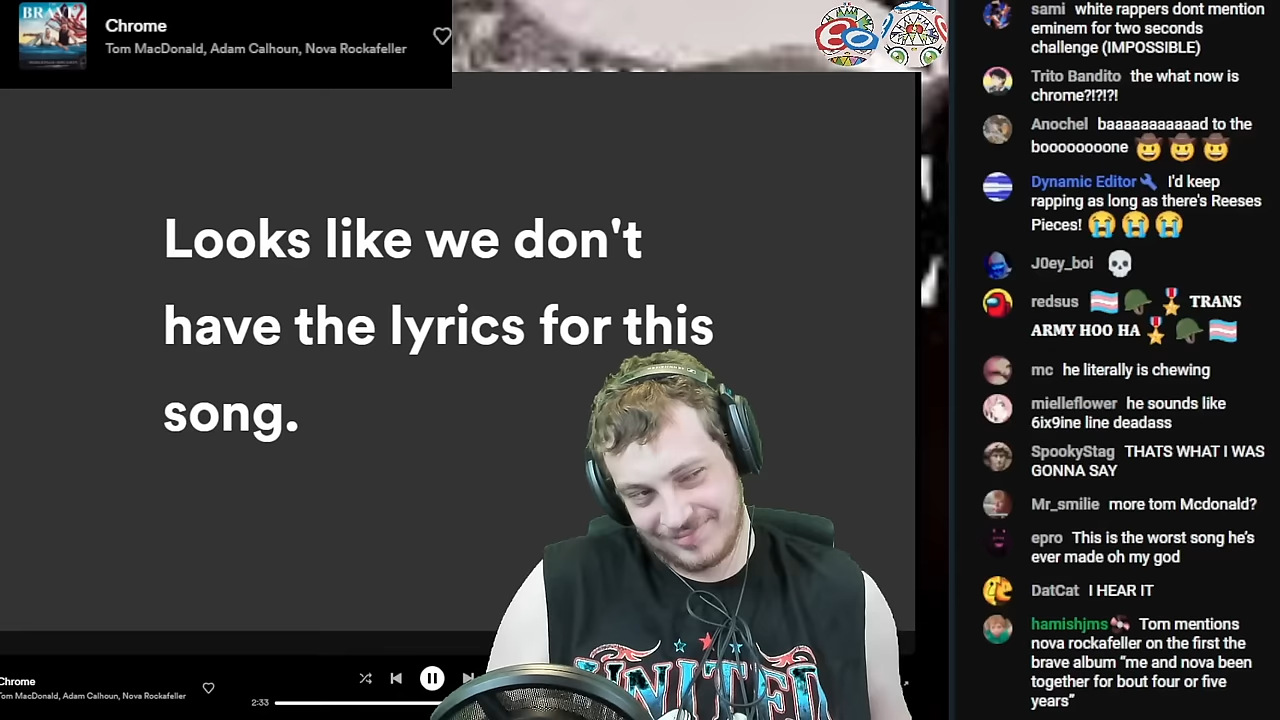 BRAVE
Chrome
Tom MacDonald, Adam Calhoun, Nova Rockafeller
Looks like we don't
have the lyrics for this
song.
Chrome
Tom MacDonald, Adam Calhoun, Nova Rockafeller
2:33
UNITED
sami white rappers dont mention
eminem for two seconds
challenge (IMPOSSIBLE)
Trito Bandito the what now is
chrome?!?!?!
Anochel baaaaaaaaaad to the
boooooooone 🤠 🤠 🤠
Dynamic Editor🔧 I'd keep
rapping as long as there's Reeses
Pieces! 😭 😭 😭
J0ey_boi 💀
redsus 🏳️‍⚧️ 🪖 🎖️ TRANS
ARMY HOO HA 🎖️ 🪖 🏳️‍⚧️
mc he literally is chewing
mielleflower he sounds like
6ix9ine line deadass
SpookyStag THATS WHAT I WAS
GONNA SAY
Mr_smilie more tom Mcdonald?
epro This is the worst song he's
ever made oh my god
DatCat I HEAR IT
hamishjms Tom mentions
nova rockafeller on the first the
brave album “me and nova been
together for bout four or five
years”